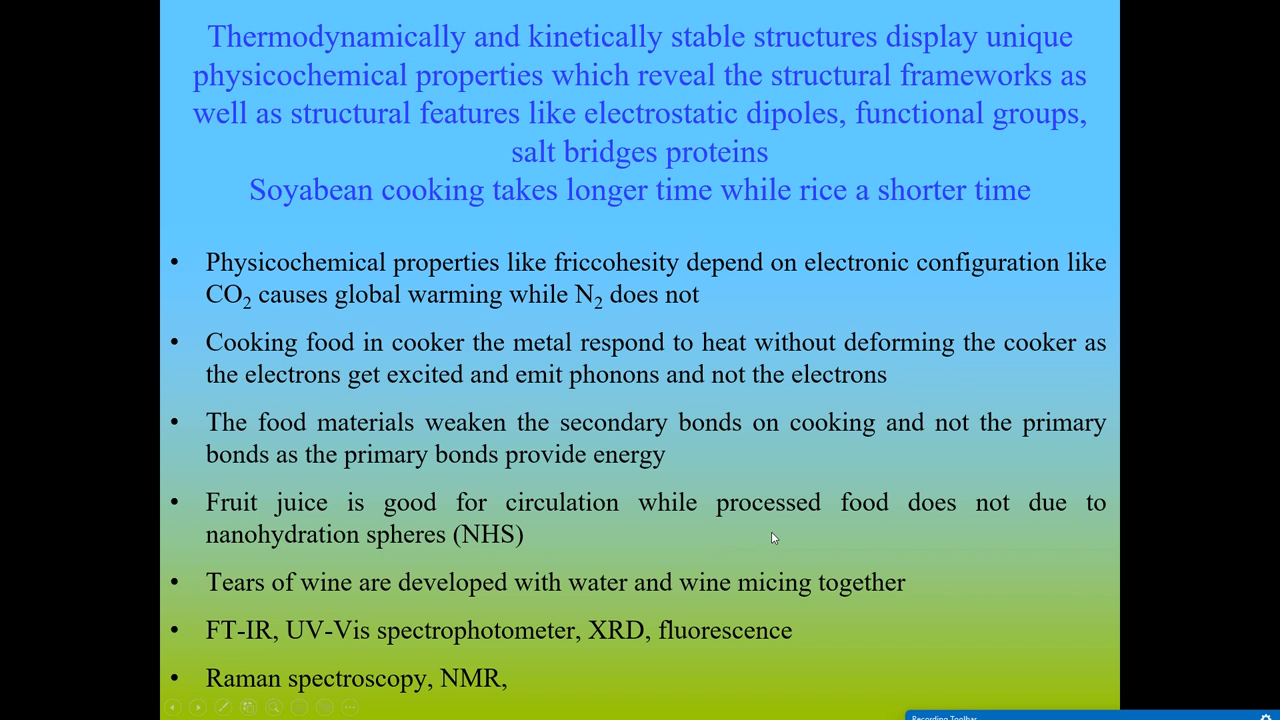 Thermodynamically and kinetically stable structures display unique
physicochemical properties which reveal the structural frameworks as
well as structural features like electrostatic dipoles, functional groups,
salt bridges proteins
Soyabean cooking takes longer time while rice a shorter time
• Physicochemical properties like friccohesity depend on electronic configuration like
CO₂ causes global warming while N₂ does not
• Cooking food in cooker the metal respond to heat without deforming the cooker as
the electrons get excited and emit phonons and not the electrons
• The food materials weaken the secondary bonds on cooking and not the primary
bonds as the primary bonds provide energy
• Fruit juice is good for circulation while processed food does not due to
nanohydration spheres (NHS)
• Tears of wine are developed with water and wine micing together
• FT-IR, UV-Vis spectrophotometer, XRD, fluorescence
• Raman spectroscopy, NMR,
Recording Toolbar